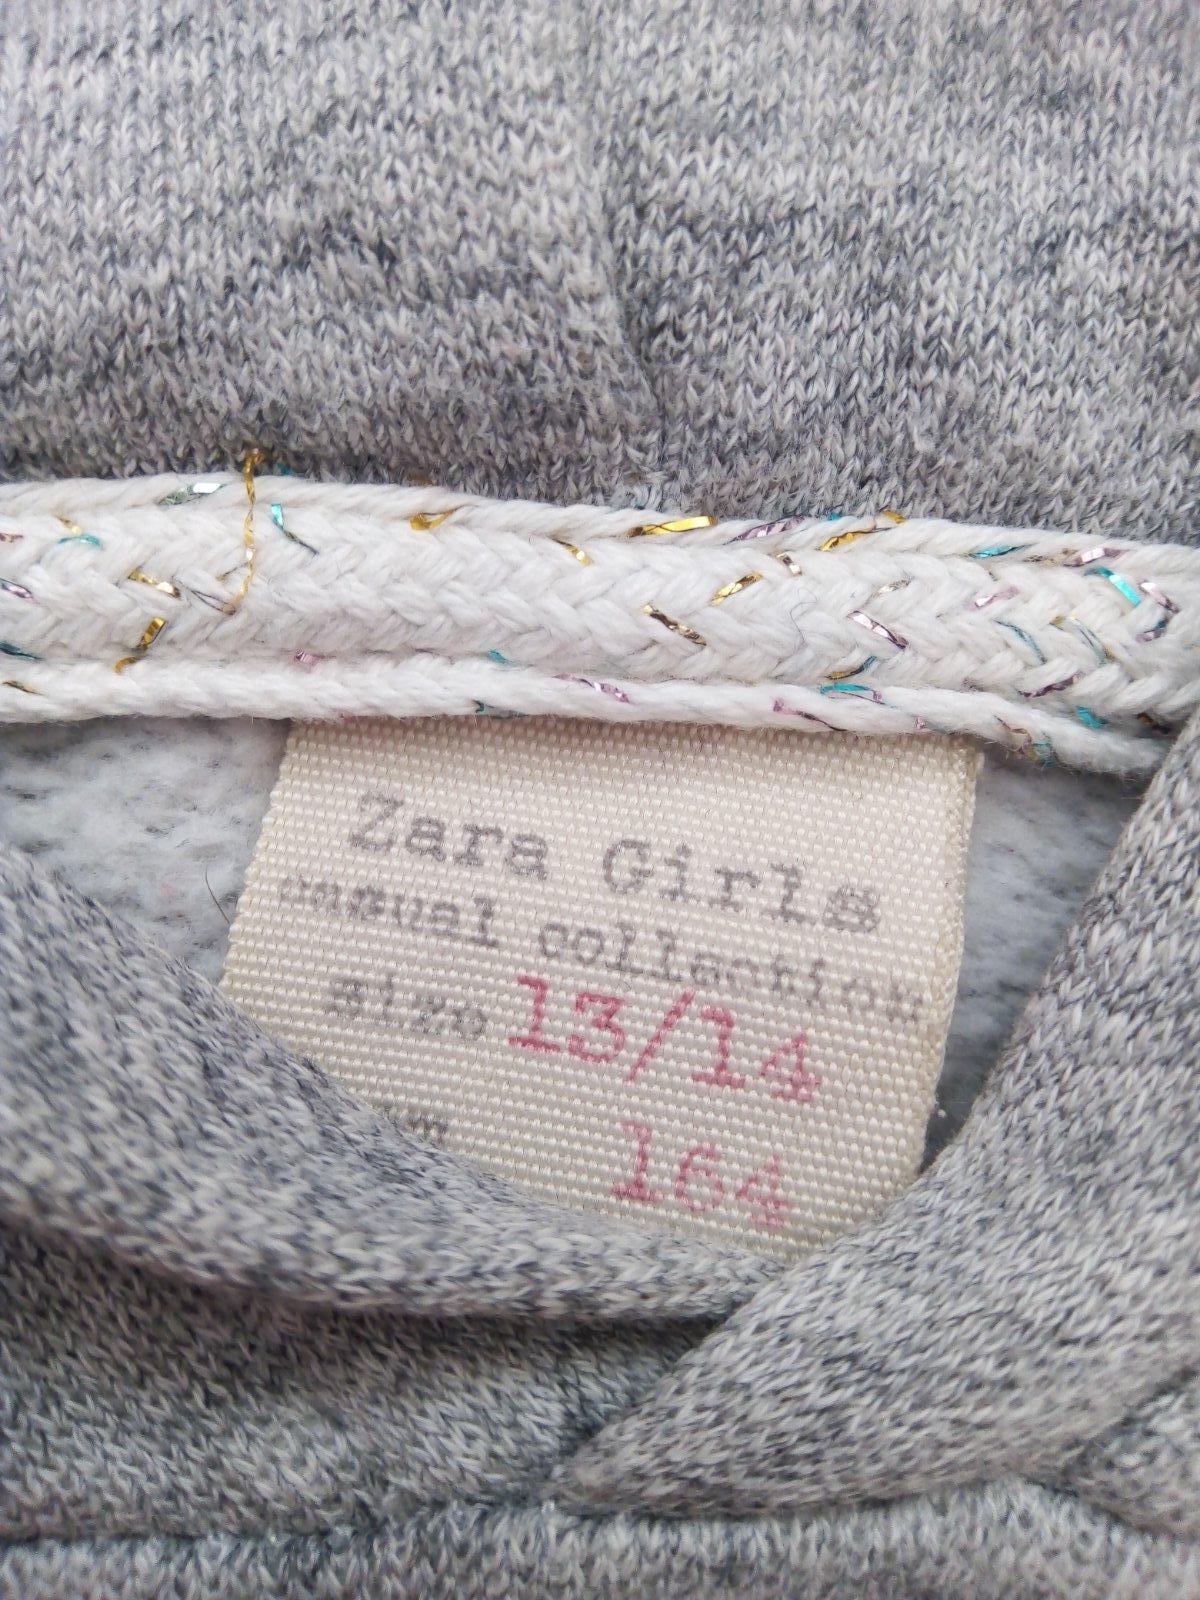 Zara Girls
casual collection
size 13/14
164